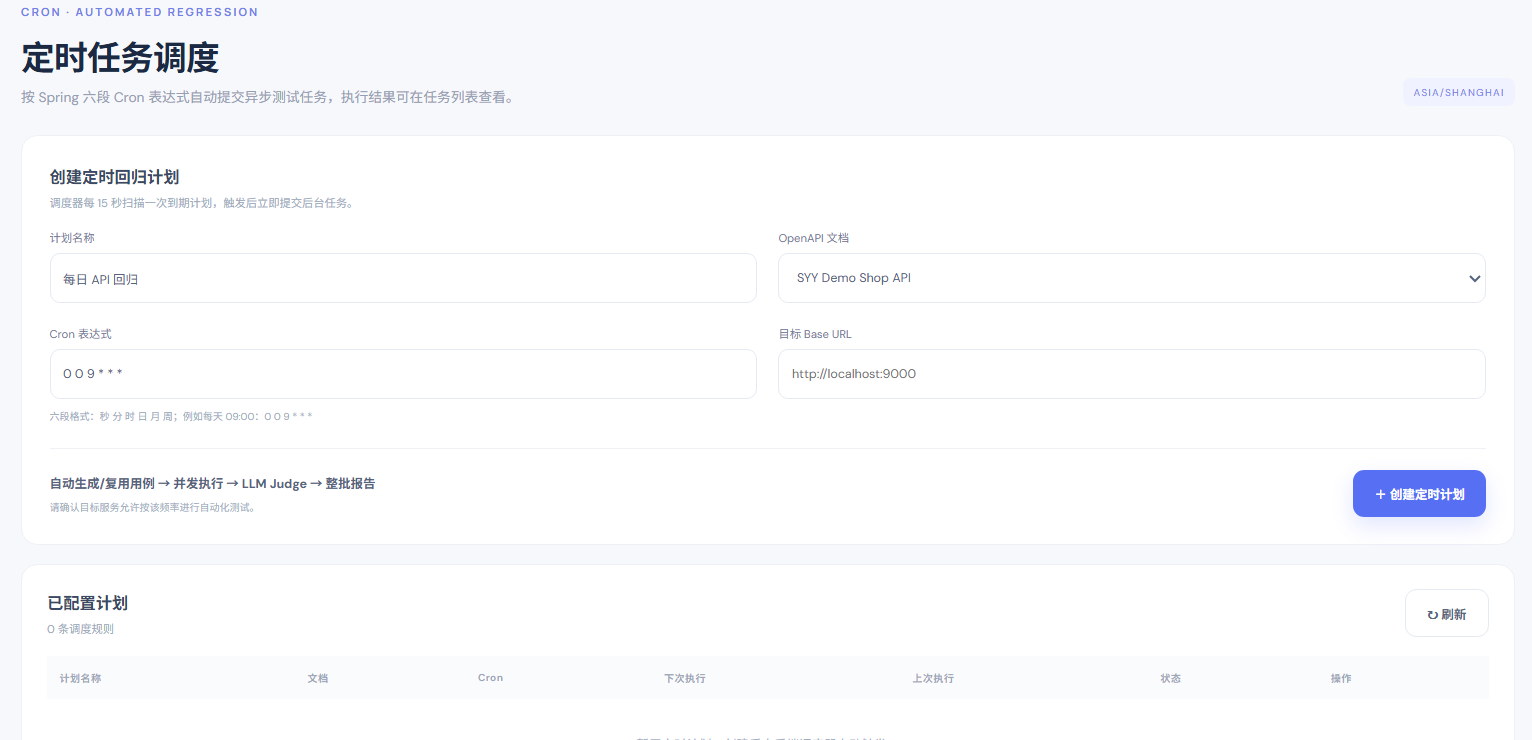 CRON · AUTOMATED REGRESSION
定时任务调度
按 Spring 六段 Cron 表达式自动提交异步测试任务，执行结果可在任务列表查看。
ASIA/SHANGHAI
创建定时回归计划
调度器每 15 秒扫描一次到期计划，触发后立即提交后台任务。
计划名称
OpenAPI 文档
每日 API 回归
SYY Demo Shop API
Cron 表达式
目标 Base URL
0 0 9 * * *
http://localhost:9000
六段格式：秒 分 时 日 月 周；例如每天 09:00：0 0 9 * * *
自动生成/复用用例 → 并发执行 → LLM Judge → 整批报告
请确认目标服务允许按该频率进行自动化测试。
+ 创建定时计划
已配置计划
0 条调度规则
↻ 刷新
计划名称 文档 Cron 下次执行 上次执行 状态 操作